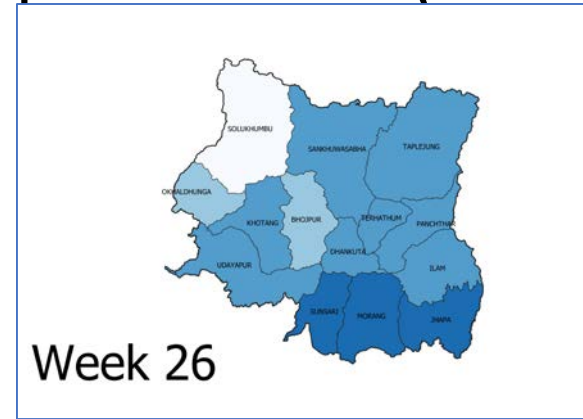 SOLUKHUMBU
SANKHUWASABHA
TAPLEJUNG
OKHALDHUNGA
KHOTANG
BHOJPUR
TERHATHUM
PANCHTHAR
DHANKUTA
UDAYAPUR
ILAM
SUNSARI
MORANG
JHAPA
Week 26